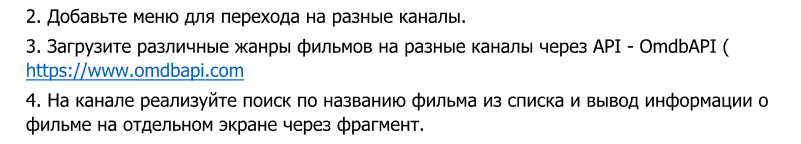 2. Добавьте меню для перехода на разные каналы.
3. Загрузите различные жанры фильмов на разные каналы через API - OmdbAPI (
https://www.omdbapi.com
4. На канале реализуйте поиск по названию фильма из списка и вывод информации о
фильме на отдельном экране через фрагмент.